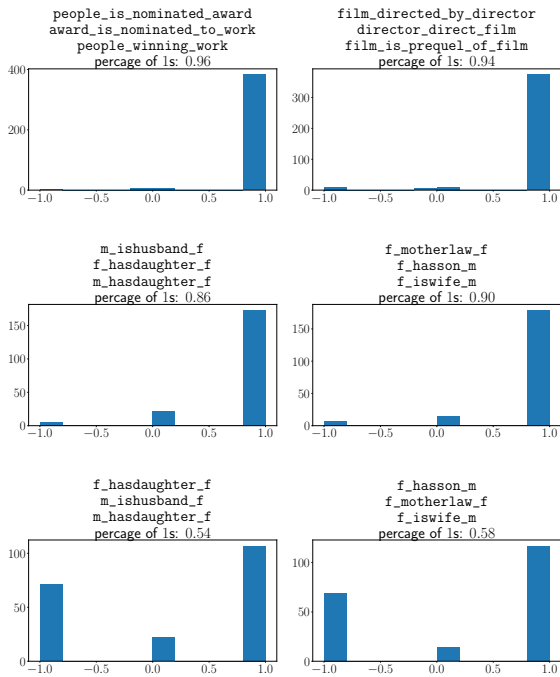 people_is_nominated_award
award_is_nominated_to_work
people_winning_work
percage of 1s: 0.96
400
200
0
−1.0 −0.5 0.0 0.5 1.0
film_directed_by_director
director_direct_film
film_is_prequel_of_film
percage of 1s: 0.94
300
200
100
0
−1.0 −0.5 0.0 0.5 1.0
m_ishusband_f
f_hasdaughter_f
m_hasdaughter_f
percage of 1s: 0.86
150
100
50
0
−1.0 −0.5 0.0 0.5 1.0
f_motherlaw_f
f_hasson_m
f_iswife_m
percage of 1s: 0.90
150
100
50
0
−1.0 −0.5 0.0 0.5 1.0
f_hasdaughter_f
m_ishusband_f
m_hasdaughter_f
percage of 1s: 0.54
100
50
0
−1.0 −0.5 0.0 0.5 1.0
f_hasson_m
f_motherlaw_f
f_iswife_m
percage of 1s: 0.58
100
50
0
−1.0 −0.5 0.0 0.5 1.0